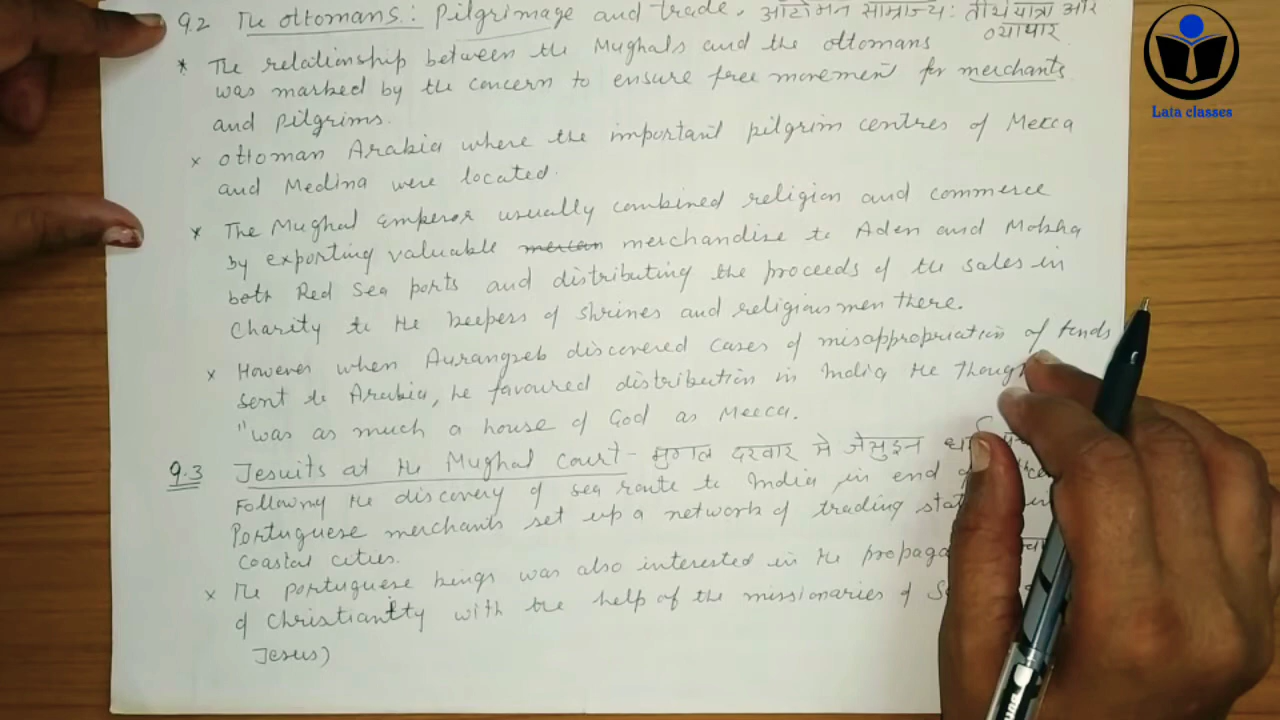 9.2 The Ottomans: Pilgrimage and trade. ऑटोमन साम्राज्य: तीर्थयात्रा और
व्यापार
* The relationship between the Mughals and the Ottomans
was marked by the concern to ensure free movement for merchants
and pilgrims.
× Ottoman Arabia where the important pilgrim centres of Mecca
and Medina were located.
* The Mughal Emperor usually combined religion and commerce
by exporting valuable merchandise to Aden and Mokha
both Red Sea ports and distributing the proceeds of the sales in
Charity to the keepers of shrines and religious men there.
× However when Aurangzeb discovered cases of misappropriation of funds
sent to Arabia, he favoured distribution in India He
"was as much a house of God as Mecca.
9.3 Jesuits at the Mughal Court - मुगल दरबार मे जेसुइन
Following the discovery of sea route to India, in end
Portuguese merchants set up a network of trading
coastal cities.
× The Portuguese kings was also interested in the
of Christiantty with the help of the missionaries of
Jesus)
Lata classes